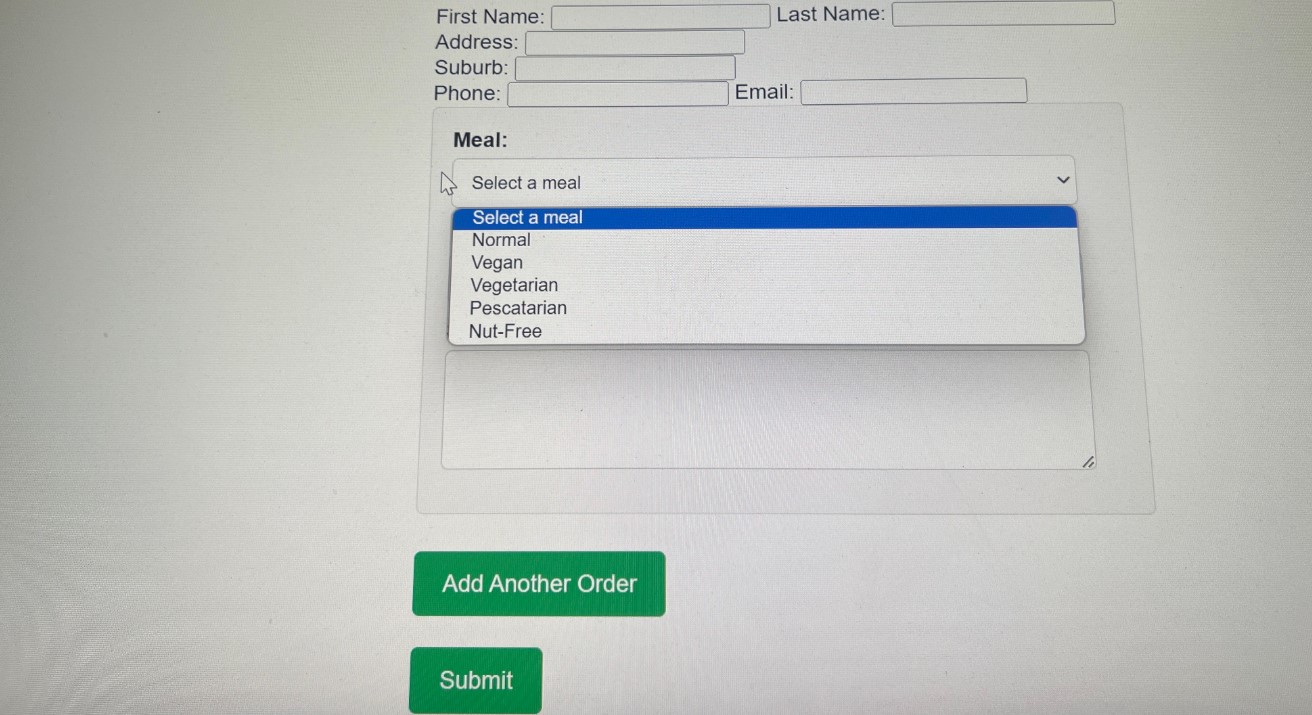 First Name: Last Name:
Address:
Suburb:
Phone: Email:
Meal:
Select a meal
Select a meal
Normal
Vegan
Vegetarian
Pescatarian
Nut-Free
Add Another Order
Submit